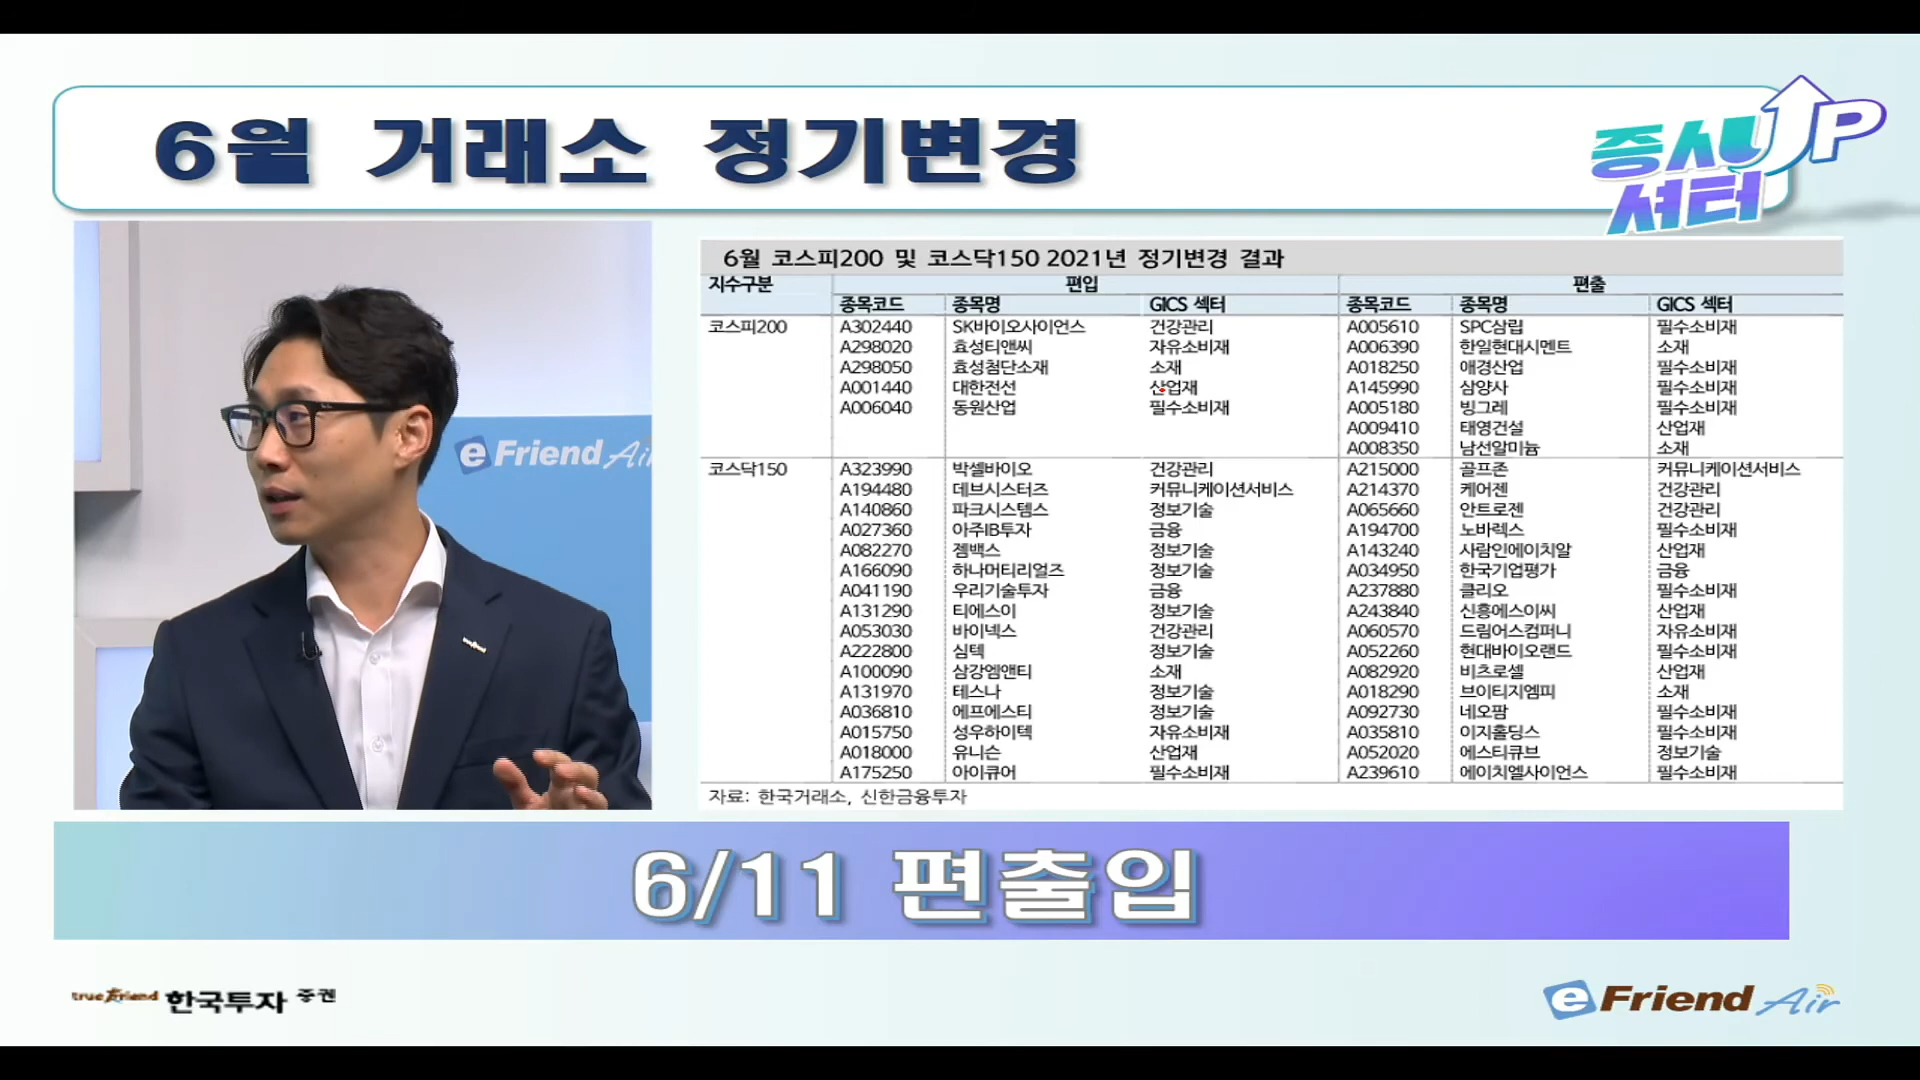 6월 거래소 정기변경
증시 UP
셔터
6월 코스피200 및 코스닥150 2021년 정기변경 결과
지수구분 편입 편출
종목코드 종목명 GICS 섹터 종목코드 종목명 GICS 섹터
코스피200 A302440 SK바이오사이언스 건강관리 A005610 SPC삼립 필수소비재
A298020 효성티앤씨 자유소비재 A006390 한일현대시멘트 소재
A298050 효성첨단소재 소재 A018250 애경산업 필수소비재
A001440 대한전선 산업재 A145990 삼양사 필수소비재
A006040 동원산업 필수소비재 A005180 빙그레 필수소비재
A009410 태영건설 산업재
A008350 남선알미늄 소재
코스닥150 A323990 박셀바이오 건강관리 A215000 골프존 커뮤니케이션서비스
A194480 데브시스터즈 커뮤니케이션서비스 A214370 케어젠 건강관리
A140860 파크시스템스 정보기술 A065660 안트로젠 건강관리
A027360 아주IB투자 금융 A194700 노바렉스 필수소비재
A082270 젬백스 정보기술 A143240 사람인에이치알 산업재
A166090 하나머티리얼즈 정보기술 A034950 한국기업평가 금융
A041190 우리기술투자 금융 A237880 클리오 필수소비재
A131290 티에스이 정보기술 A243840 신흥에스이씨 산업재
A053030 바이넥스 건강관리 A060570 드림어스컴퍼니 자유소비재
A222800 심텍 정보기술 A052260 현대바이오랜드 필수소비재
A100090 삼강엠앤티 소재 A082920 비츠로셀 산업재
A131970 테스나 정보기술 A018290 브이티지엠피 소재
A036810 에프에스티 정보기술 A092730 네오팜 필수소비재
A015750 성우하이텍 자유소비재 A035810 이지홀딩스 필수소비재
A018000 유니슨 산업재 A052020 에스티큐브 정보기술
A175250 아이큐어 필수소비재 A239610 에이치엘사이언스 필수소비재
자료: 한국거래소, 신한금융투자
e Friend Air
6/11 편출입
true Friend 한국투자 증권
e Friend Air